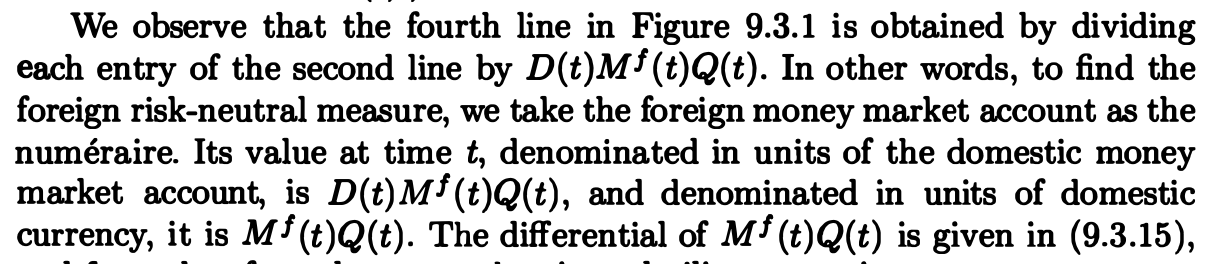 We observe that the fourth line in Figure 9.3.1 is obtained by dividing
each entry of the second line by D(t)M^f(t)Q(t). In other words, to find the
foreign risk-neutral measure, we take the foreign money market account as the
numéraire. Its value at time t, denominated in units of the domestic money
market account, is D(t)M^f(t)Q(t), and denominated in units of domestic
currency, it is M^f(t)Q(t). The differential of M^f(t)Q(t) is given in (9.3.15),